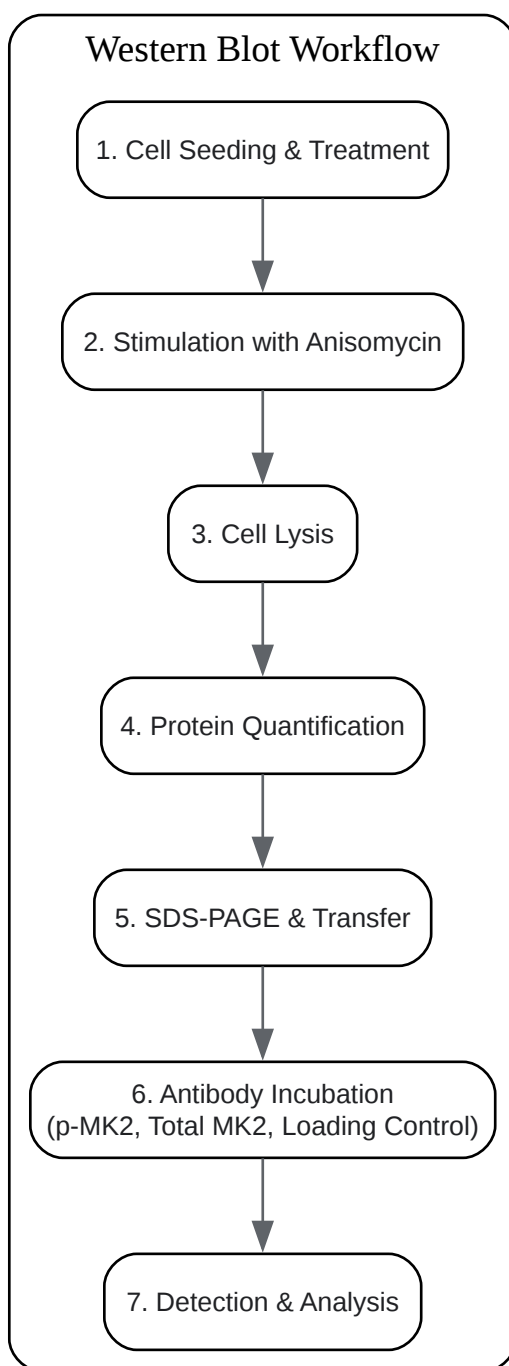 Western Blot Workflow
1. Cell Seeding & Treatment
2. Stimulation with Anisomycin
3. Cell Lysis
4. Protein Quantification
5. SDS-PAGE & Transfer
6. Antibody Incubation
(p-MK2, Total MK2, Loading Control)
7. Detection & Analysis